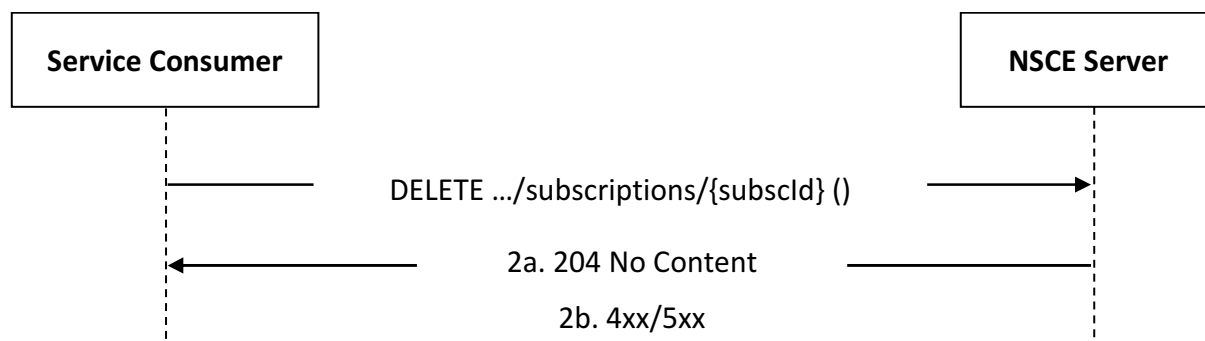 Service Consumer
NSCE Server
DELETE …/subscriptions/{subscId} ()
2a. 204 No Content
2b. 4xx/5xx